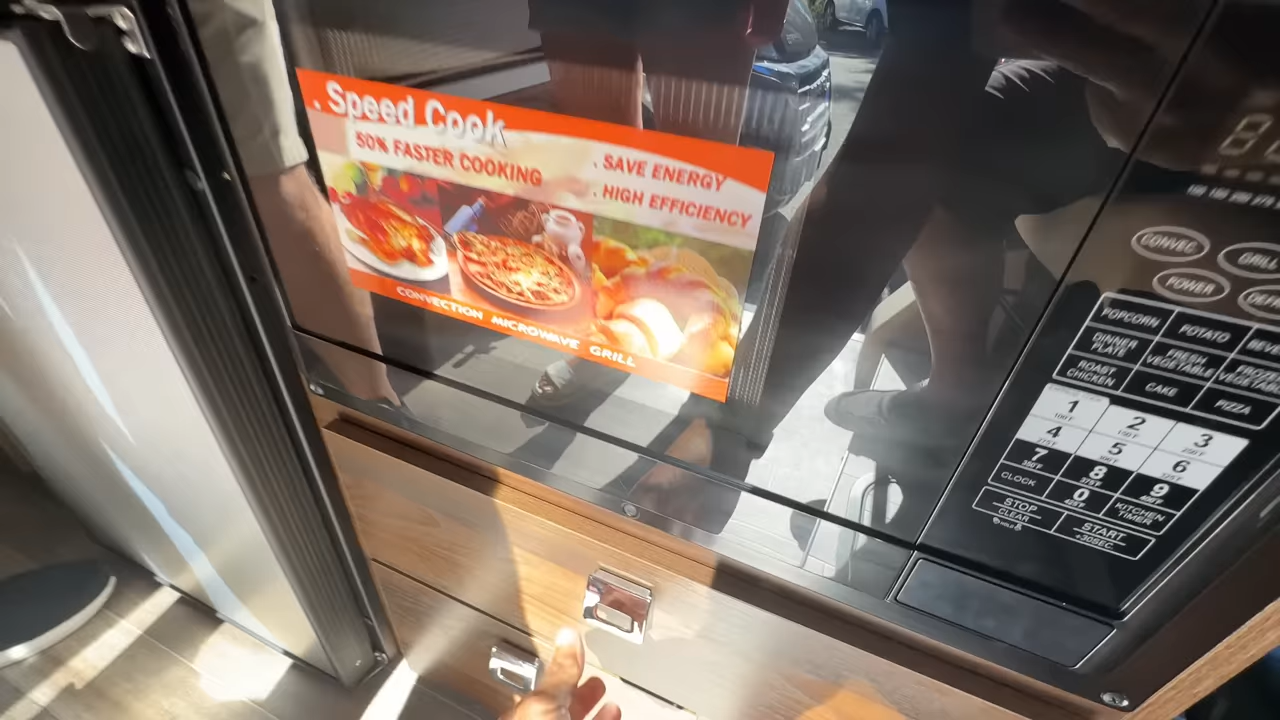 . Speed Cook
50% FASTER COOKING
. SAVE ENERGY
. HIGH EFFICIENCY
CONVECTION MICROWAVE GRILL
CONVEC
GRILL
POWER
POPCORN
POTATO
DINNER PLATE
FRESH VEGETABLE
ROAST CHICKEN
CAKE
PIZZA
1
2
3
4
5
6
7
8
9
CLOCK
0
KITCHEN TIMER
STOP
CLEAR
START
+30SEC.